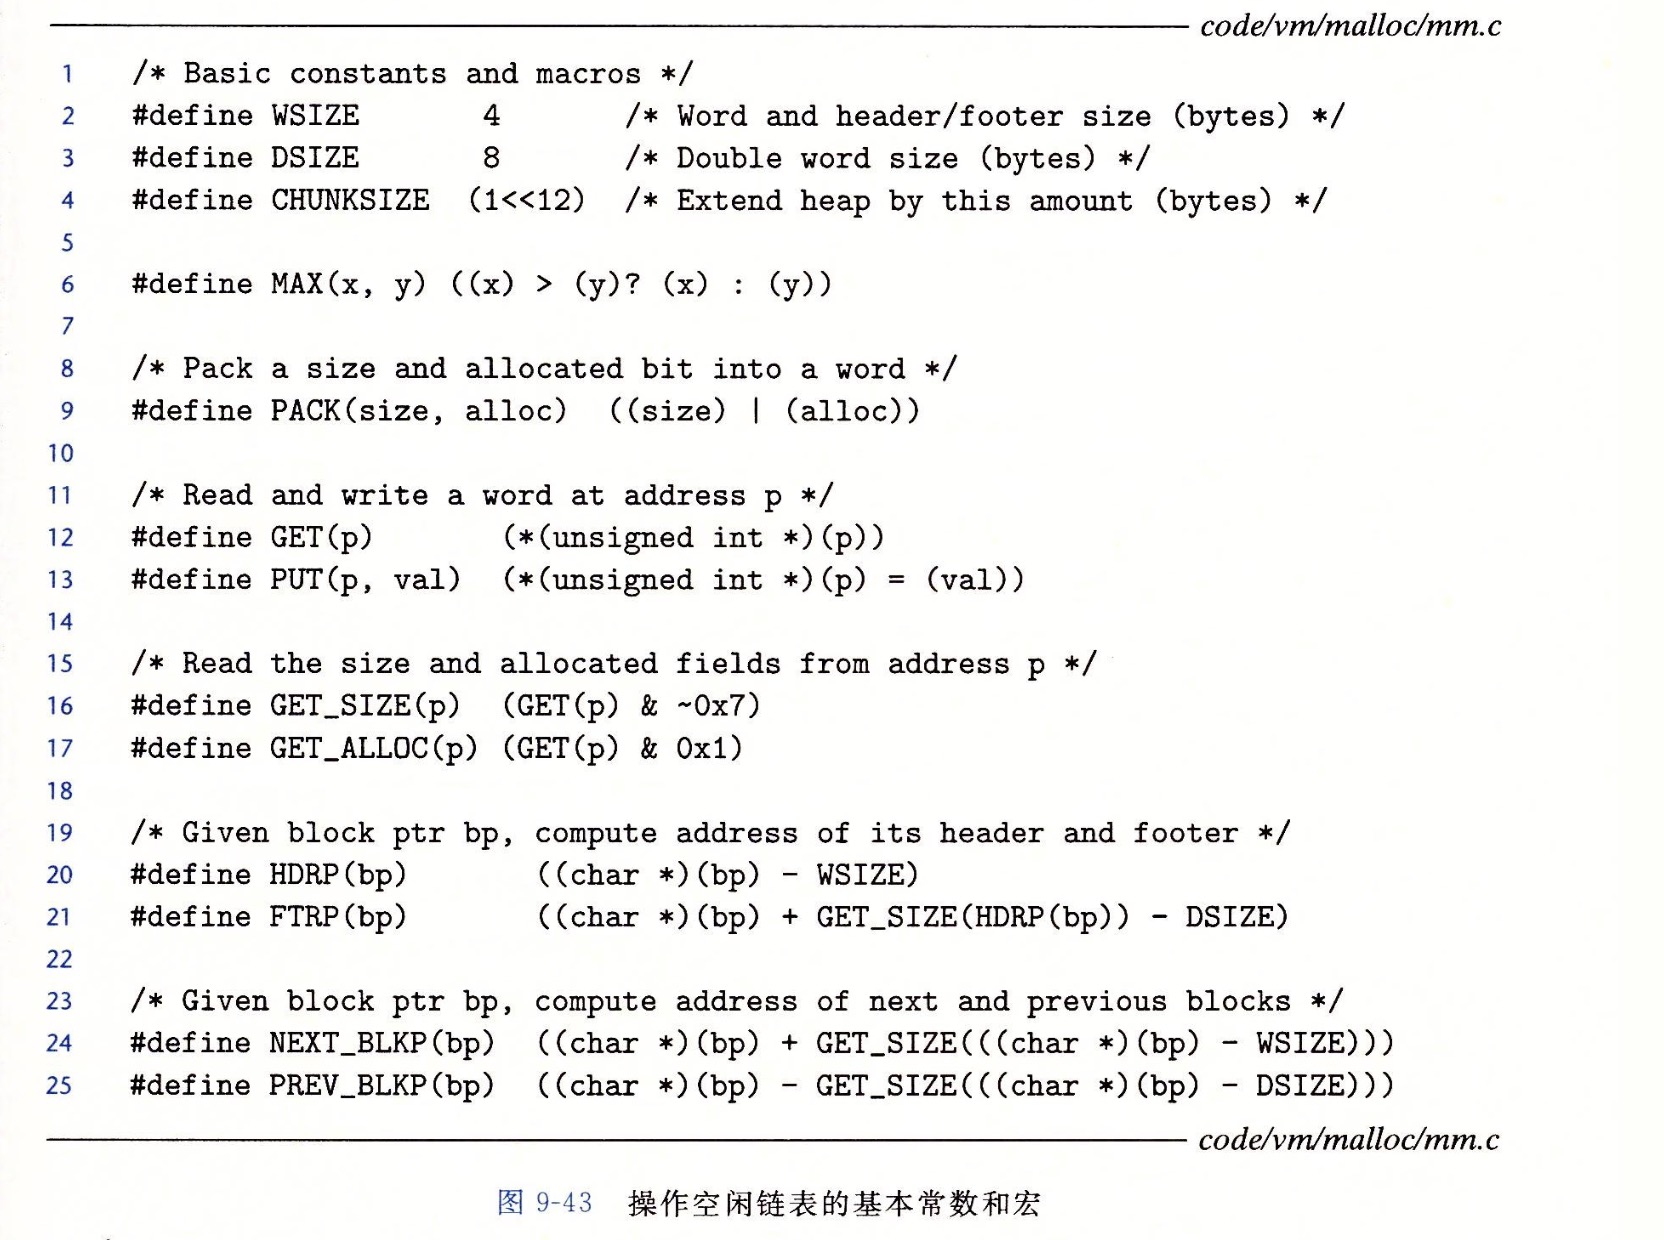 code/vm/malloc/mm.c
1 /* Basic constants and macros */
2 #define WSIZE       4       /* Word and header/footer size (bytes) */
3 #define DSIZE       8       /* Double word size (bytes) */
4 #define CHUNKSIZE  (1<<12)  /* Extend heap by this amount (bytes) */
5
6 #define MAX(x, y) ((x) > (y)? (x) : (y))
7
8 /* Pack a size and allocated bit into a word */
9 #define PACK(size, alloc)  ((size) | (alloc))
10
11 /* Read and write a word at address p */
12 #define GET(p)       (*(unsigned int *)(p))
13 #define PUT(p, val)  (*(unsigned int *)(p) = (val))
14
15 /* Read the size and allocated fields from address p */
16 #define GET_SIZE(p)  (GET(p) & ~0x7)
17 #define GET_ALLOC(p) (GET(p) & 0x1)
18
19 /* Given block ptr bp, compute address of its header and footer */
20 #define HDRP(bp)       ((char *)(bp) - WSIZE)
21 #define FTRP(bp)       ((char *)(bp) + GET_SIZE(HDRP(bp)) - DSIZE)
22
23 /* Given block ptr bp, compute address of next and previous blocks */
24 #define NEXT_BLKP(bp)  ((char *)(bp) + GET_SIZE(((char *)(bp) - WSIZE)))
25 #define PREV_BLKP(bp)  ((char *)(bp) - GET_SIZE(((char *)(bp) - DSIZE)))
code/vm/malloc/mm.c
图 9-43 操作空闲链表的基本常数和宏